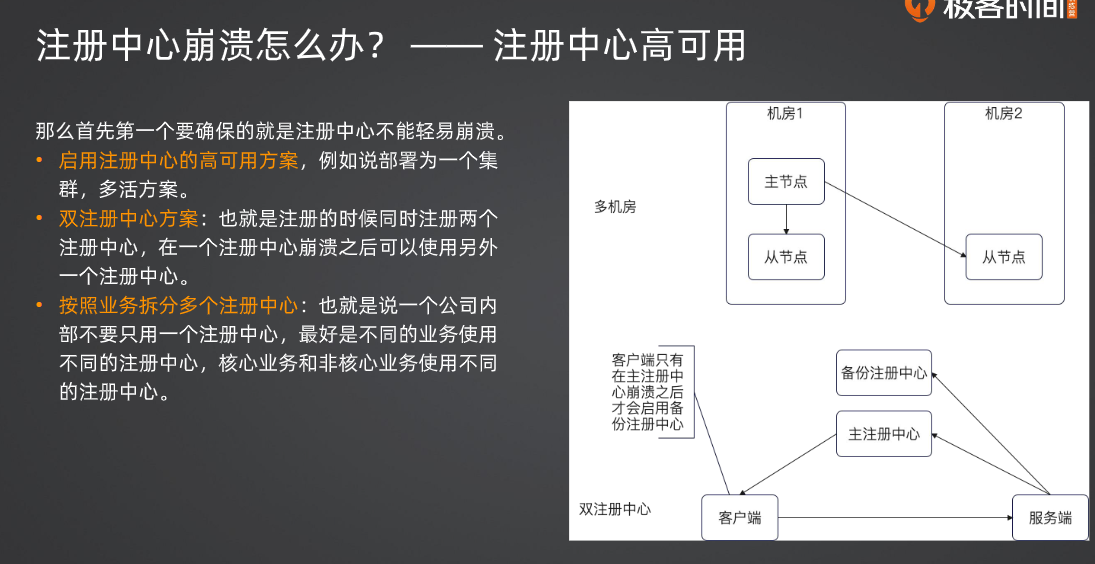 极客时间
注册中心崩溃怎么办？ —— 注册中心高可用
那么首先第一个要确保的就是注册中心不能轻易崩溃。
• 启用注册中心的高可用方案，例如说部署为一个集
群，多活方案。
• 双注册中心方案：也就是注册的时候同时注册两个
注册中心，在一个注册中心崩溃之后可以使用另外
一个注册中心。
• 按照业务拆分多个注册中心：也就是说一个公司内
部不要只用一个注册中心，最好是不同的业务使用
不同的注册中心，核心业务和非核心业务使用不同
的注册中心。
机房1
机房2
主节点
多机房
从节点
从节点
客户端只有
在主注册中
心崩溃之后
才会启用备
份注册中心
备份注册中心
主注册中心
双注册中心
客户端
服务端